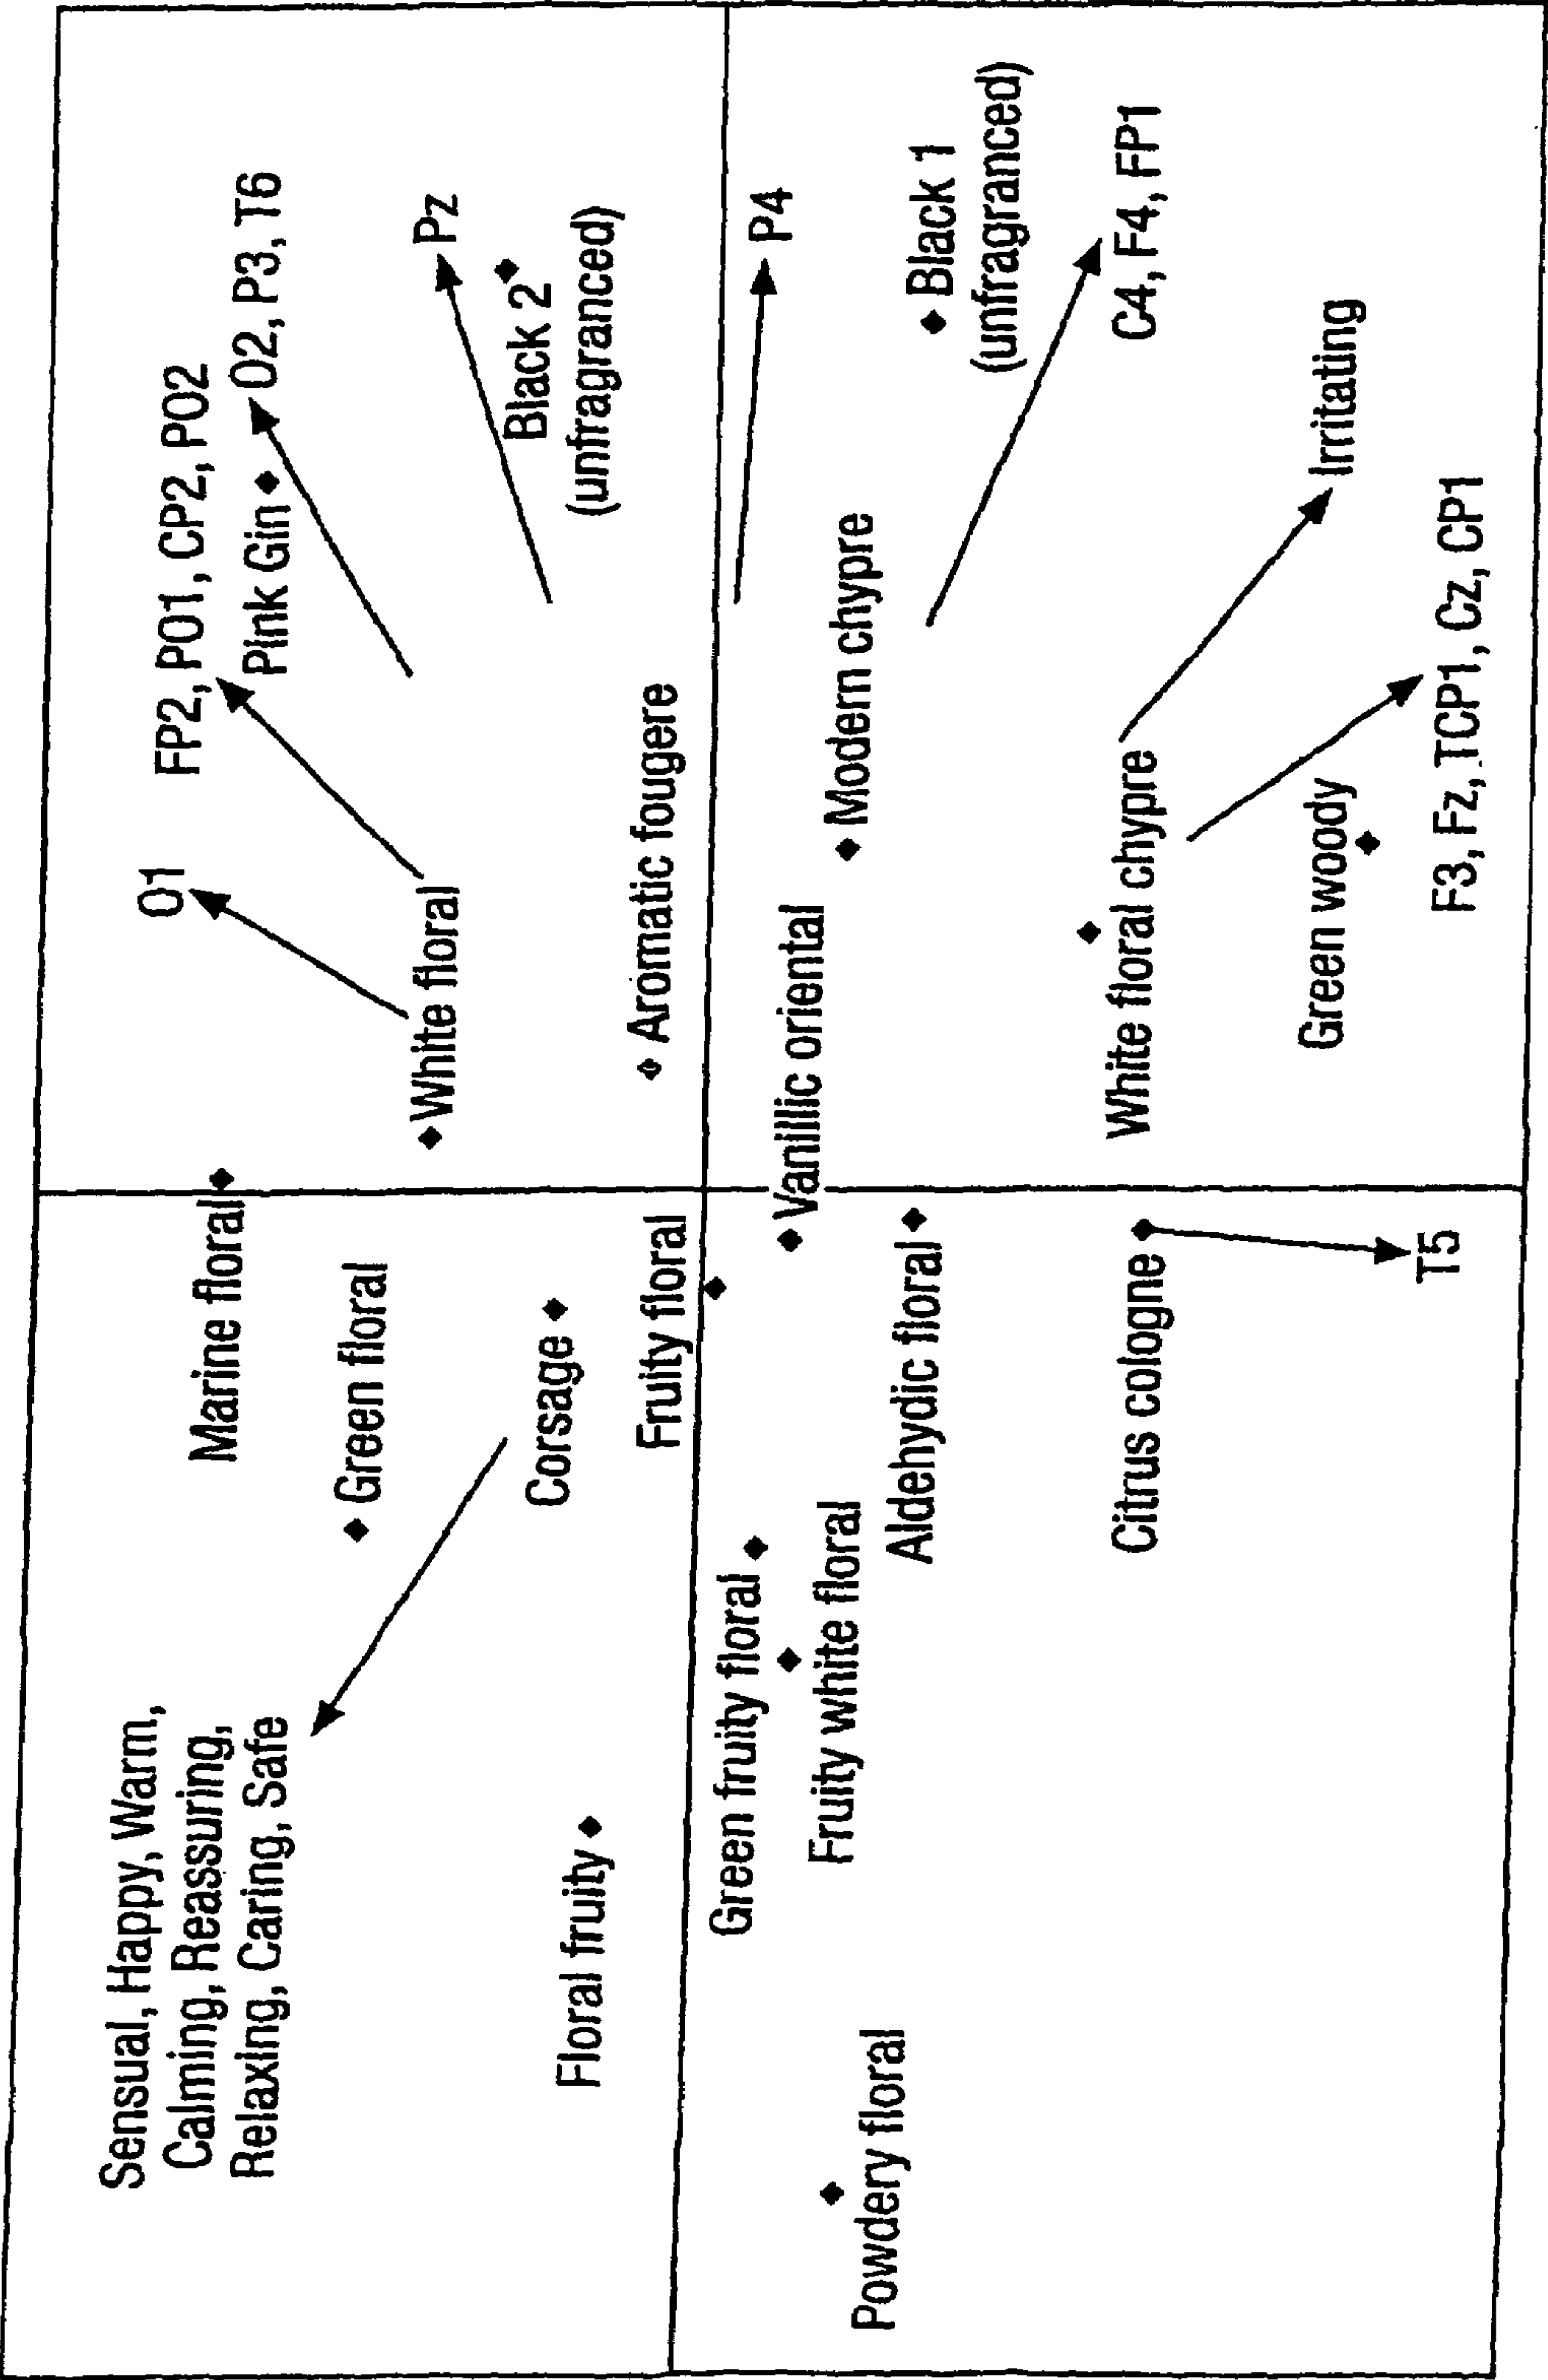 Sensual, Happy, Warm,
Calming, Reassuring,
Relaxing, Caring, Safe
Marine floral
Green floral
Corsage
Floral fruity
Fruity floral
O1
FP2, PO1, CP2, PO2
Pink Gin
O2, P3, T6
White floral
Pz
Black 2
(unfragranced)
Aromatic fougere
Green fruity floral
Fruity white floral
Powdery floral
Aldehydic floral
Citrus cologne
T5
Vanillic oriental
P4
Modern chypre
Black 1
(unfragranced)
C4, F4, FP1
White floral chypre
Irritating
Green woody
F3, Fz, TCP1, Cz, CP1